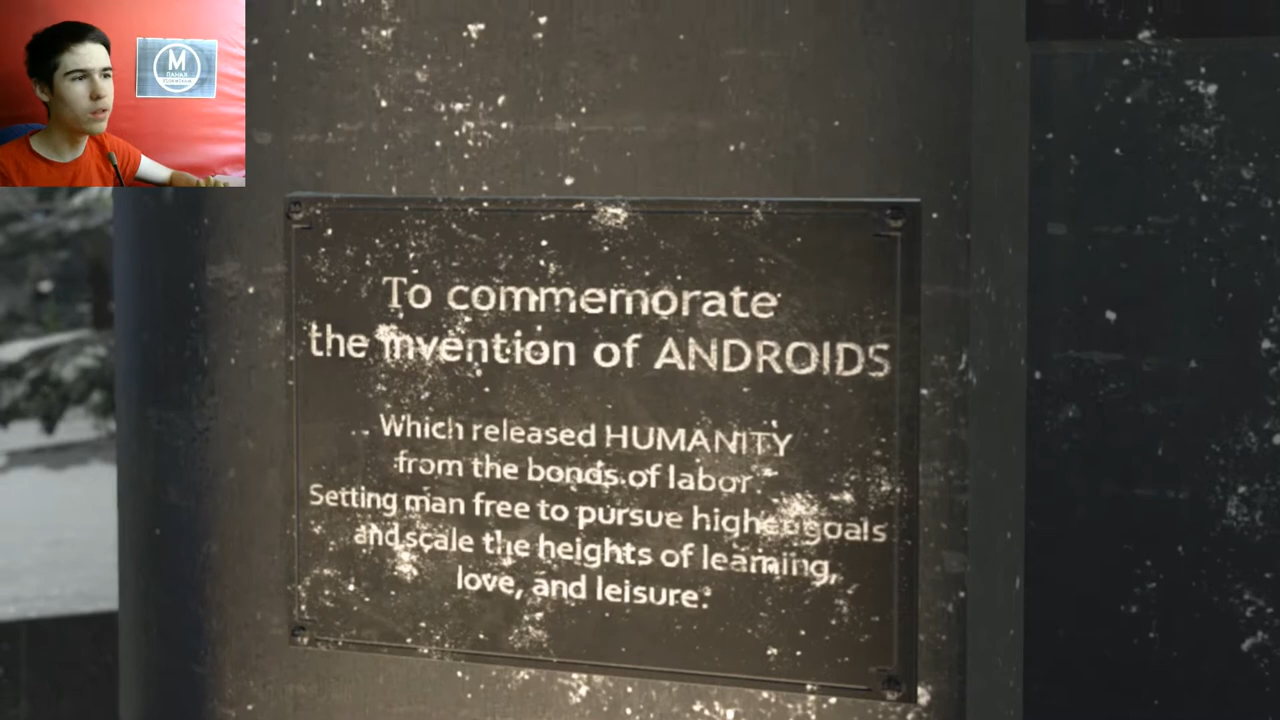 M
ПАНАЯ
To commemorate
the invention of ANDROIDS
Which released HUMANITY
from the bonds of labor.
Setting man free to pursue higher goals
and scale the heights of learning,
love, and leisure.